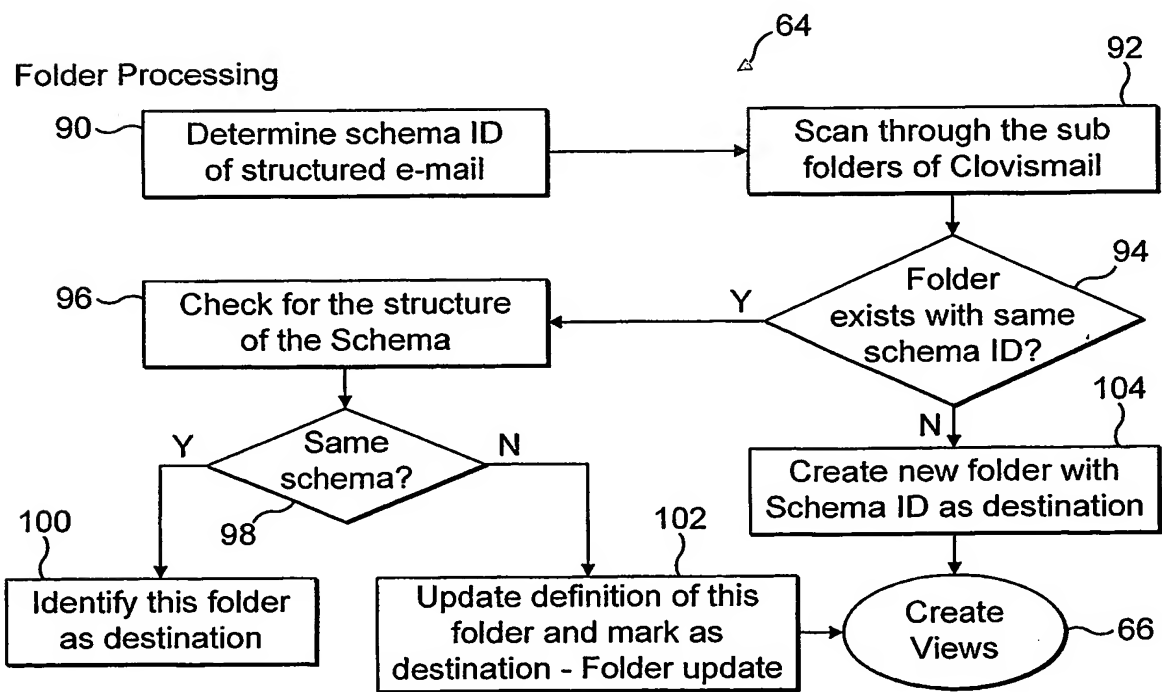 64
Folder Processing
90
Determine schema ID
of structured e-mail
92
Scan through the sub
folders of Clovismail
94
Folder
exists with same
schema ID?
Y
N
96
Check for the structure
of the Schema
98
Same
schema?
Y
N
104
Create new folder with
Schema ID as destination
100
Identify this folder
as destination
102
Update definition of this
folder and mark as
destination - Folder update
Create
Views
66